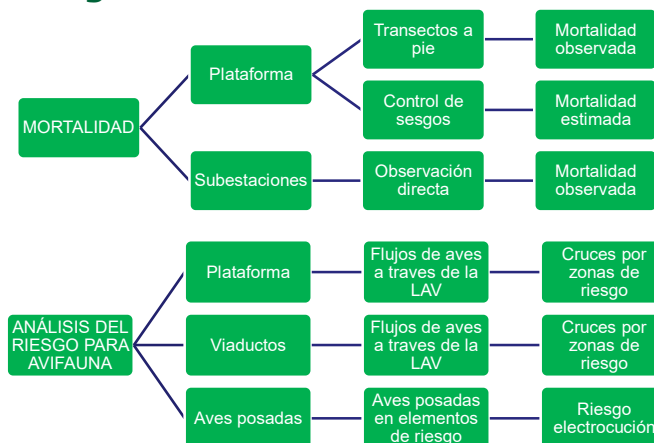 Transectos a
pie
Mortalidad
observada
Plataforma
Control de
sesgos
Mortalidad
estimada
MORTALIDAD
Subestaciones
Observación
directa
Mortalidad
observada
Plataforma
Flujos de aves
a traves de la
LAV
Cruces por
zonas de
riesgo
ANÁLISIS DEL
RIESGO PARA
AVIFAUNA
Viaductos
Flujos de aves
a traves de la
LAV
Cruces por
zonas de
riesgo
Aves posadas
Aves posadas
en elementos
de riesgo
Riesgo
electrocución